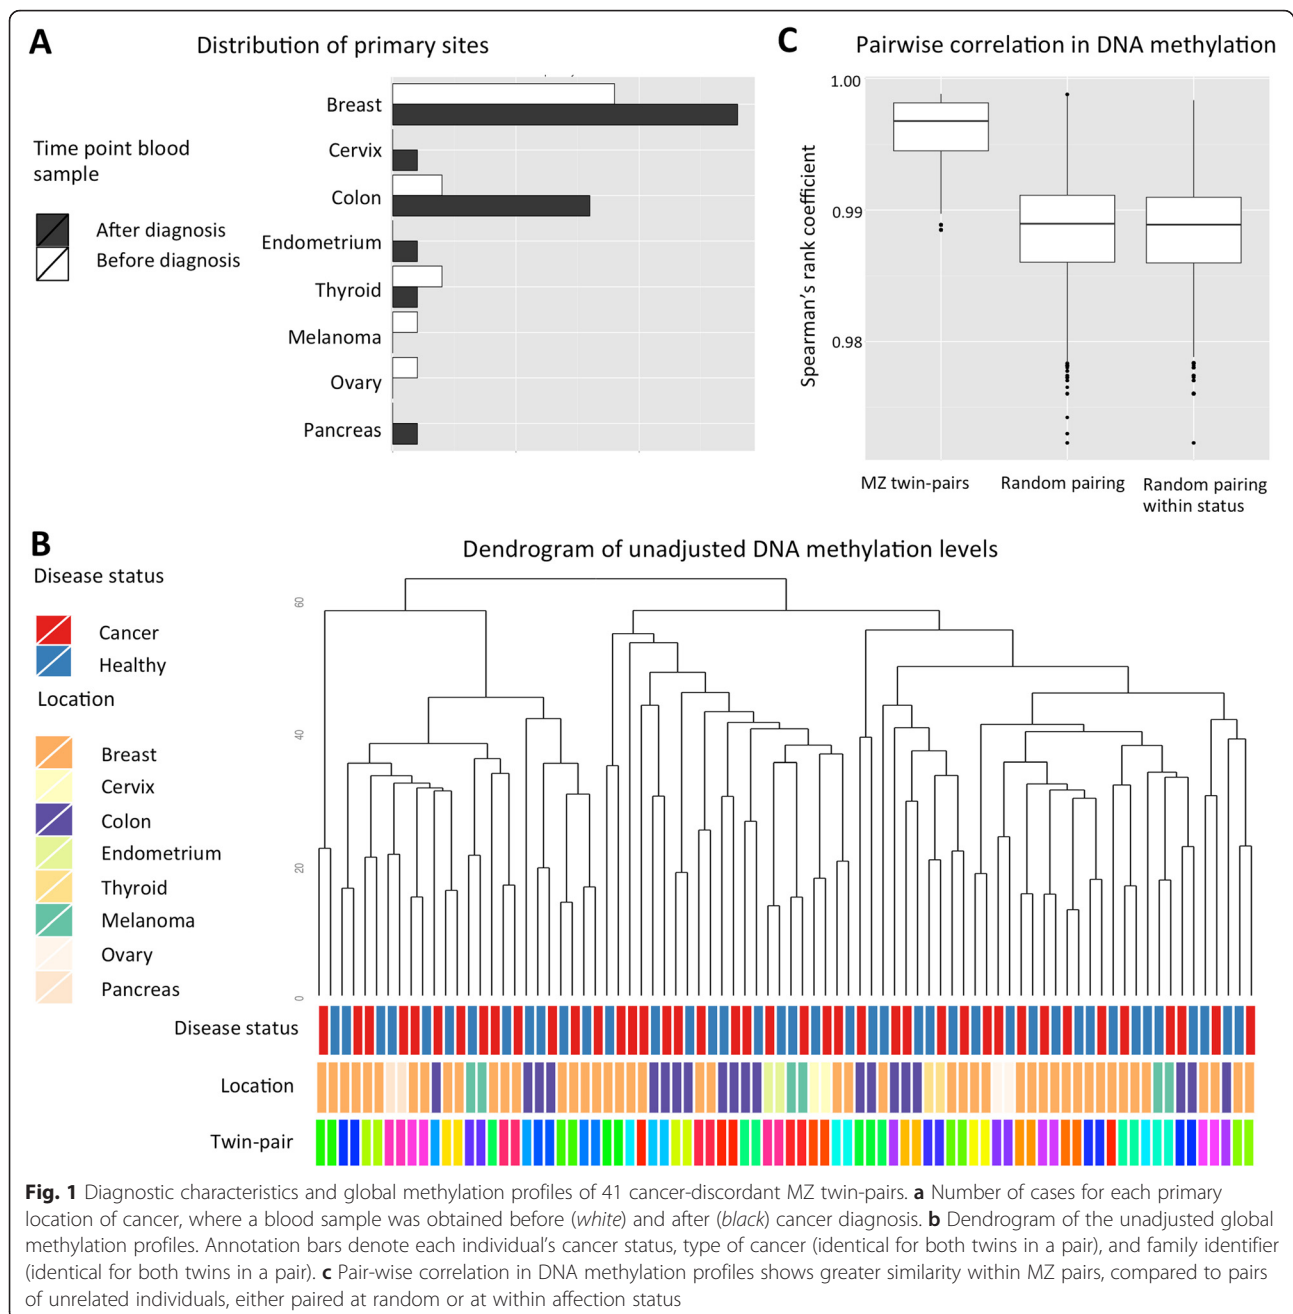 A
Distribution of primary sites
Time point blood
sample
After diagnosis
Before diagnosis
Breast
Cervix
Colon
Endometrium
Thyroid
Melanoma
Ovary
Pancreas
C
Pairwise correlation in DNA methylation
Spearman's rank coefficient
1.00
0.99
0.98
MZ twin-pairs
Random pairing
Random pairing
within status
B
Dendrogram of unadjusted DNA methylation levels
Disease status
Cancer
Healthy
Location
Breast
Cervix
Colon
Endometrium
Thyroid
Melanoma
Ovary
Pancreas
60
40
20
0
Disease status
Location
Twin-pair
Fig. 1 Diagnostic characteristics and global methylation profiles of 41 cancer-discordant MZ twin-pairs. a Number of cases for each primary
location of cancer, where a blood sample was obtained before (white) and after (black) cancer diagnosis. b Dendrogram of the unadjusted global
methylation profiles. Annotation bars denote each individual's cancer status, type of cancer (identical for both twins in a pair), and family identifier
(identical for both twins in a pair). c Pair-wise correlation in DNA methylation profiles shows greater similarity within MZ pairs, compared to pairs
of unrelated individuals, either paired at random or at within affection status